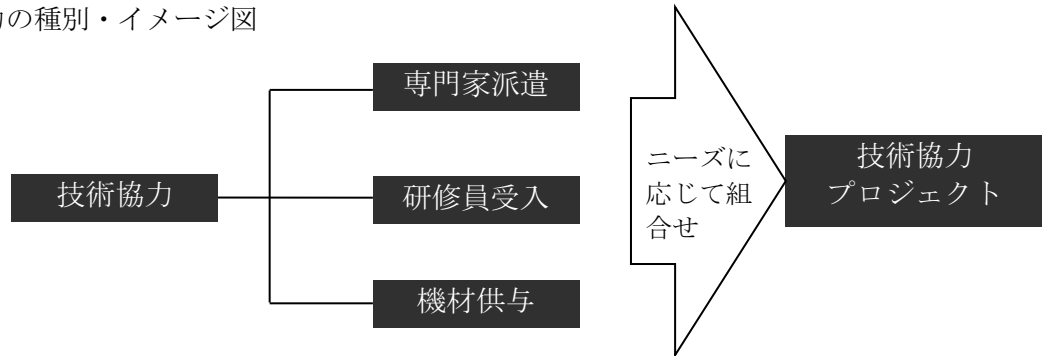 の種別・イメージ図
専門家派遣
技術協力
研修員受入
機材供与
ニーズに
応じて組
合せ
技術協力
プロジェクト